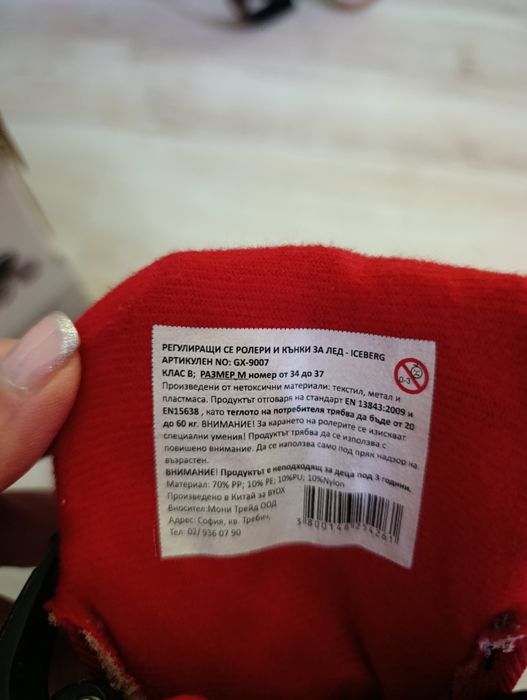 РЕГУЛИРАЩИ СЕ РОЛЕРИ И КЪНКИ ЗА ЛЕД - ICEBERG
АРТИКУЛЕН NO: GX-9007
КЛАС B; РАЗМЕР M номер от 34 до 37
0-3
Произведени от нетоксични материали: текстил, метал и
пластмаса. Продуктът отговаря на стандарт EN 13843:2009 и
EN15638 , като теглото на потребителя трябва да бъде от 20
до 60 кг. ВНИМАНИЕ! За карането на ролерите се изискват
специални умения! Продуктът трябва да се използва с
повишено внимание. Да се използва само под пряк надзор на
възрастен.
ВНИМАНИЕ! Продуктът е неподходящ за деца под 3 години.
Материал: 70% PP; 10% PE; 10%PU; 10%Nylon
Произведено в Китай за BYOX
Вносител:Мони Трейд ООД
Адрес: София, кв. Требич,
Тел: 02/ 936 07 90